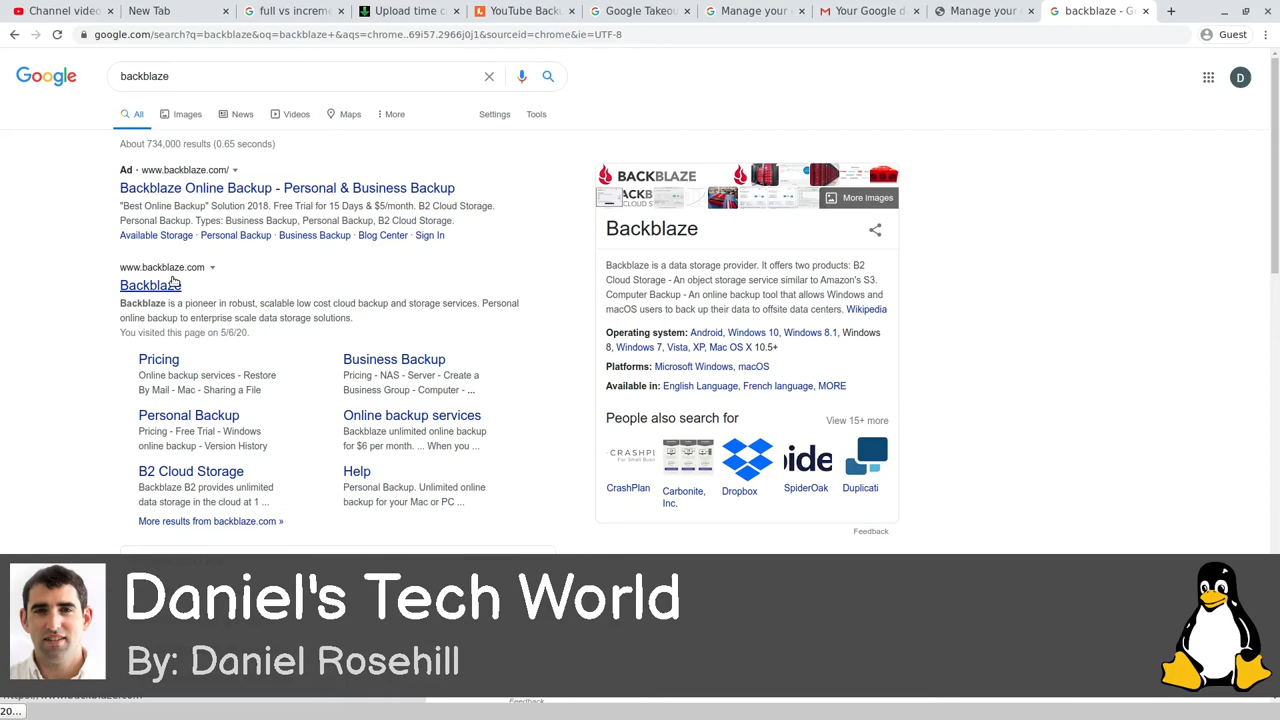 Channel video
New Tab
full vs increme
Upload time c
YouTube Back
Google Takeou
Manage your
Your Google d
Manage your
backblaze - G
google.com/search?q=backblaze&oq=backblaze+&aqs=chrome..69i57.2966j0j1&sourceid=chrome&ie=UTF-8
Guest
Google
backblaze
D
All
Images
News
Videos
Maps
More
Settings
Tools
About 734,000 results (0.65 seconds)
Ad · www.backblaze.com/
Backblaze Online Backup - Personal & Business Backup
"Best Online Backup" Solution 2018. Free Trial for 15 Days & $5/month. B2 Cloud Storage.
Personal Backup. Types: Business Backup, Personal Backup, B2 Cloud Storage.
Available Storage · Personal Backup · Business Backup · Blog Center · Sign In
www.backblaze.com
Backblaze
Backblaze is a pioneer in robust, scalable low cost cloud backup and storage services. Personal
online backup to enterprise scale data storage solutions.
You visited this page on 5/6/20.
Pricing
Online backup services - Restore
By Mail - Mac - Sharing a File
Business Backup
Pricing - NAS - Server - Create a
Business Group - Computer - ...
Personal Backup
Pricing - Free Trial - Windows
online backup - Version History
Online backup services
Backblaze unlimited online backup
for $6 per month. ... When you ...
B2 Cloud Storage
Backblaze B2 provides unlimited
data storage in the cloud at 1 ...
Help
Personal Backup. Unlimited online
backup for your Mac or PC ...
More results from backblaze.com »
BACKBLAZE
More Images
Backblaze
Backblaze is a data storage provider. It offers two products: B2
Cloud Storage - An object storage service similar to Amazon's S3.
Computer Backup - An online backup tool that allows Windows and
macOS users to back up their data to offsite data centers. Wikipedia
Operating system: Android, Windows 10, Windows 8.1, Windows
8, Windows 7, Vista, XP, Mac OS X 10.5+
Platforms: Microsoft Windows, macOS
Available in: English Language, French language, MORE
People also search for
View 15+ more
CrashPlan
Carbonite,
Inc.
Dropbox
SpiderOak
Duplicati
Feedback
Daniel's Tech World
By: Daniel Rosehill
20...